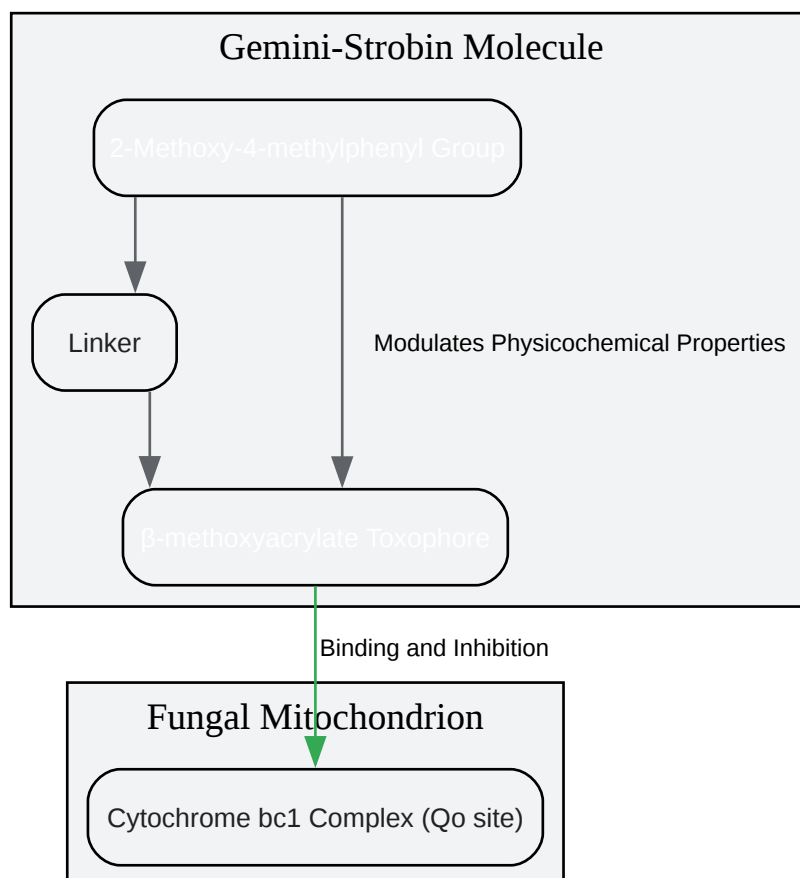 Gemini-Strobin Molecule
2-Methoxy-4-methylphenyl Group
Linker
Modulates Physicochemical Properties
β-methoxyacrylate Toxophore
Binding and Inhibition
Fungal Mitochondrion
Cytochrome bc1 Complex (Qo site)